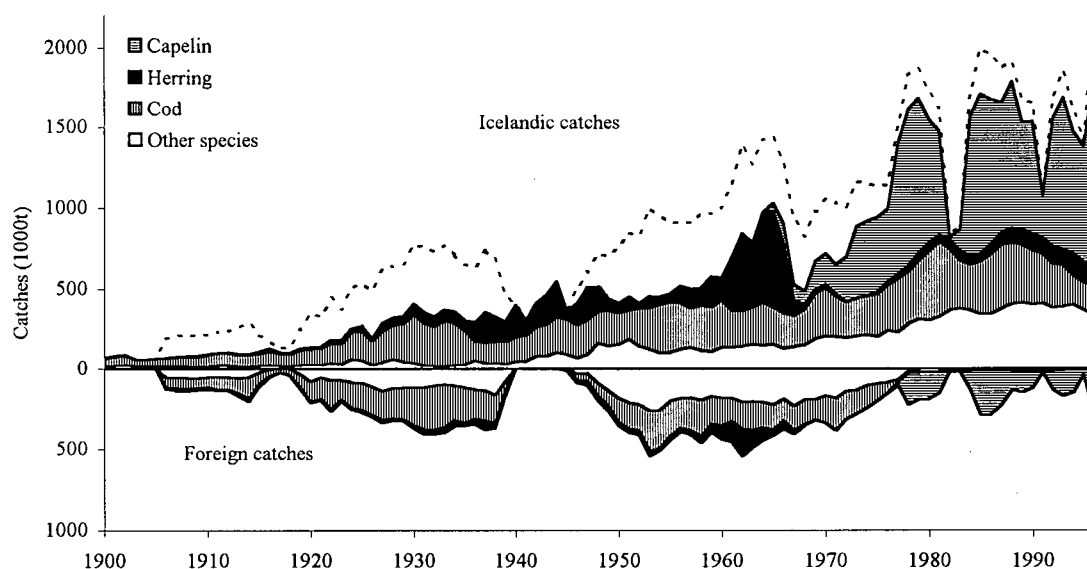 2000
1500
1000
500
0
500
1000
Catches (1000t)
Capelin
Herring
Cod
Other species
Icelandic catches
Foreign catches
1900 1910 1920 1930 1940 1950 1960 1970 1980 1990